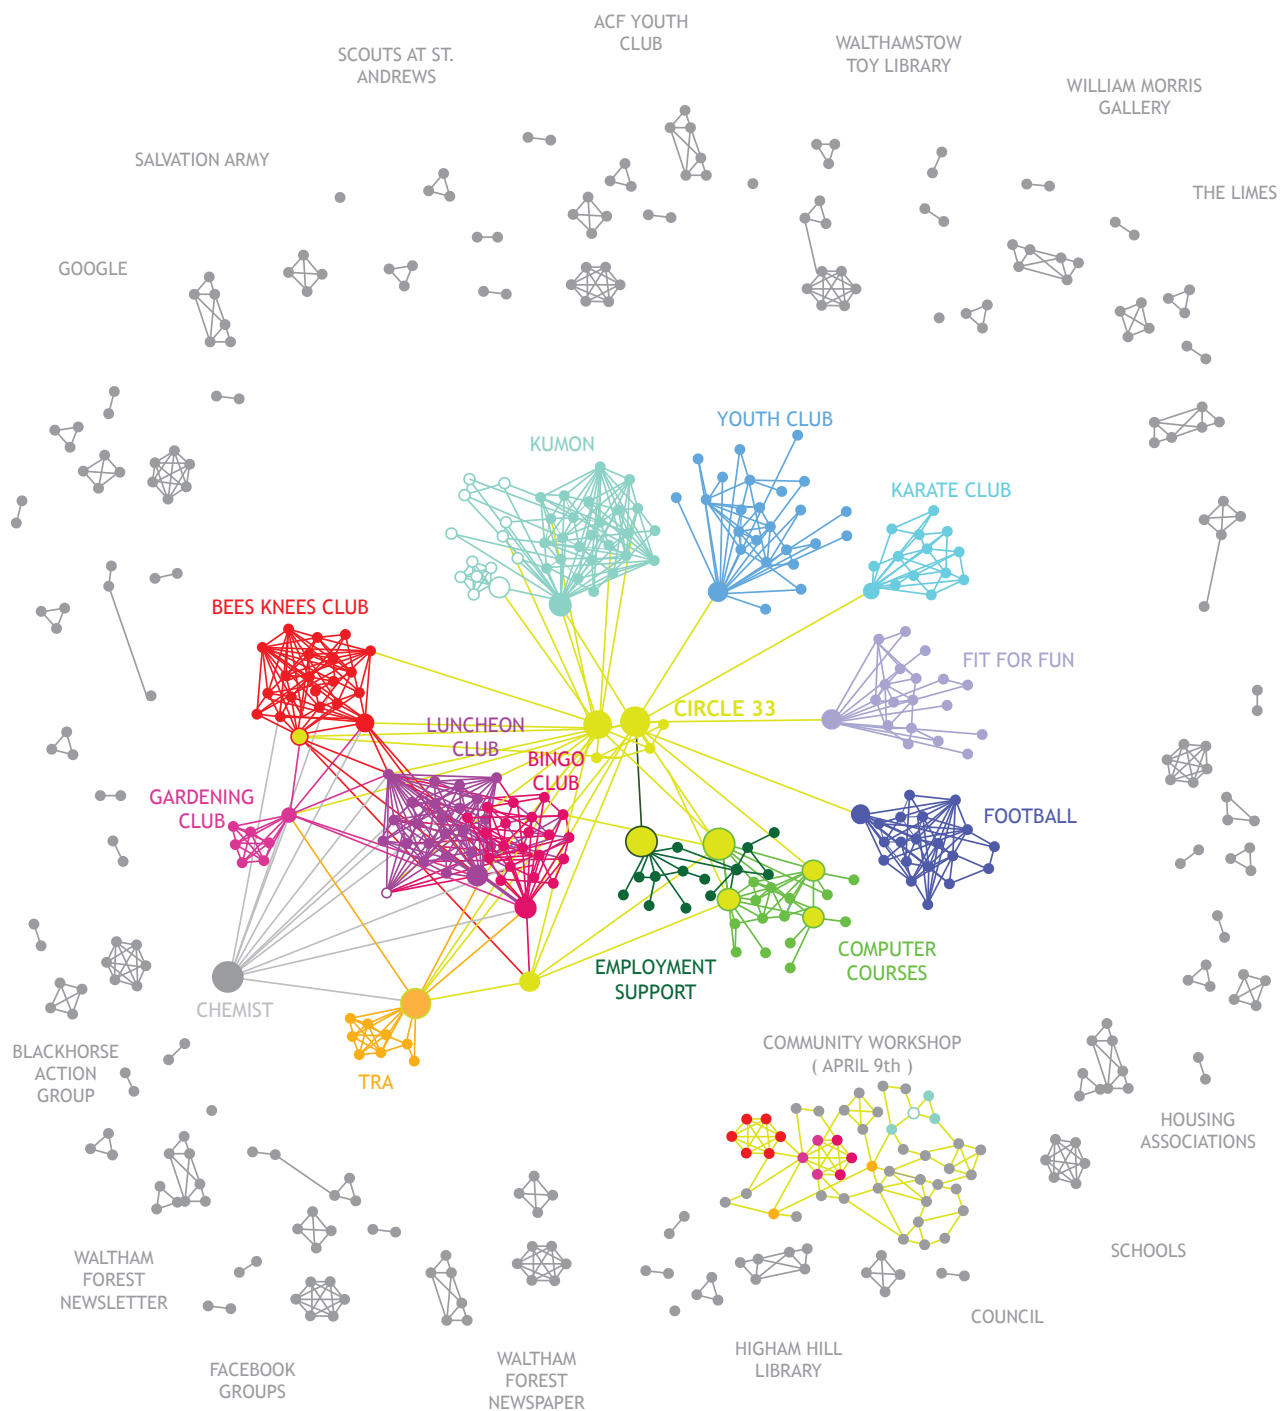 ACF YOUTH
CLUB
SCOUTS AT ST.
ANDREWS
WALTHAMSTOW
TOY LIBRARY
WILLIAM MORRIS
GALLERY
SALVATION ARMY
THE LIMES
GOOGLE
YOUTH CLUB
KUMON
KARATE CLUB
BEES KNEES CLUB
FIT FOR FUN
CIRCLE 33
LUNCHEON
CLUB
BINGO
CLUB
GARDENING
CLUB
FOOTBALL
COMPUTER
COURSES
EMPLOYMENT
SUPPORT
CHEMIST
TRA
BLACKHORSE
ACTION
GROUP
COMMUNITY WORKSHOP
( APRIL 9th )
HOUSING
ASSOCIATIONS
WALTHAM
FOREST
NEWSLETTER
SCHOOLS
COUNCIL
HIGHAM HILL
LIBRARY
FACEBOOK
GROUPS
WALTHAM
FOREST
NEWSPAPER